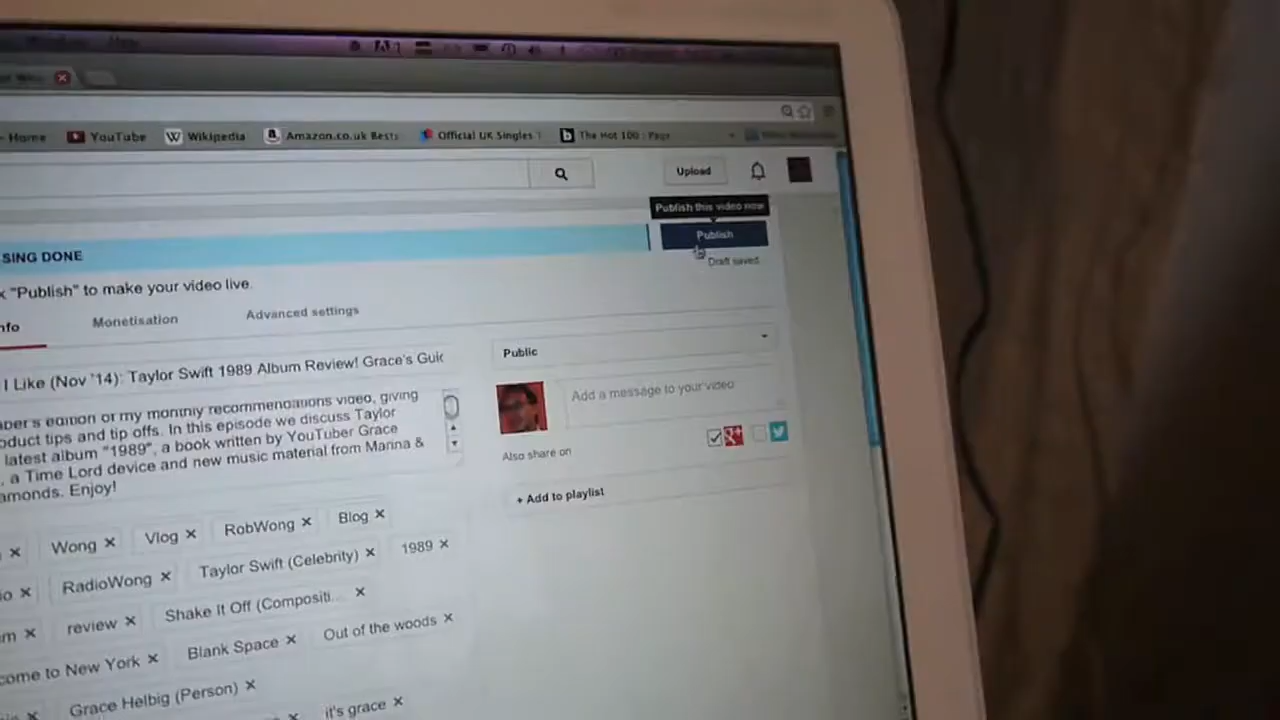 Home YouTube Wikipedia Amazon.co.uk Bests Official UK Singles T The Hot 100 : Page
Upload
Publish this video now
SING DONE
Publish
Draft saved.
k "Publish" to make your video live.
nfo Monetisation Advanced settings
Public
I Like (Nov '14): Taylor Swift 1989 Album Review! Grace's Guid
Add a message to your video
ber's edition of my monthly recommendations video, giving
oduct tips and tip offs. In this episode we discuss Taylor
latest album "1989", a book written by YouTuber Grace
, a Time Lord device and new music material from Marina &
amonds. Enjoy!
Also share on
+ Add to playlist
Wong Vlog RobWong Blog
io RadioWong Taylor Swift (Celebrity) 1989
m review Shake It Off (Compositi...
come to New York Blank Space Out of the woods
Grace Helbig (Person)
it's grace